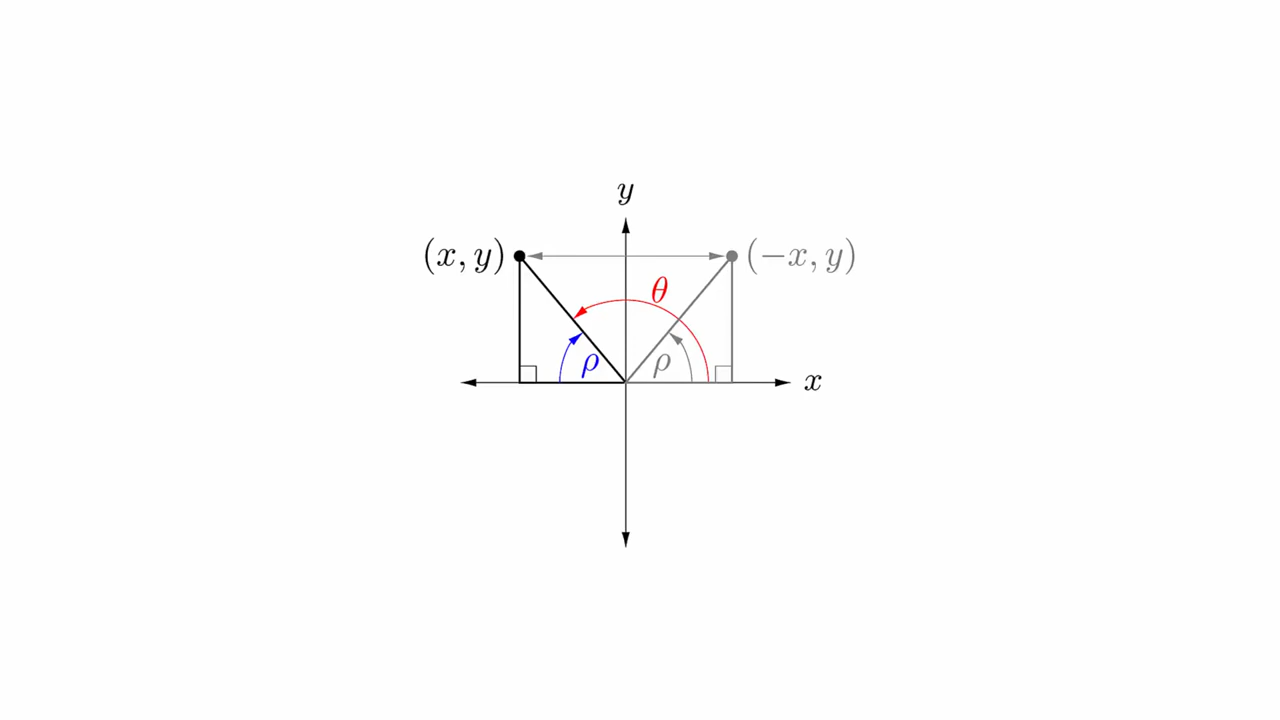 y
(x, y) (−x, y)
θ
ρ ρ
x